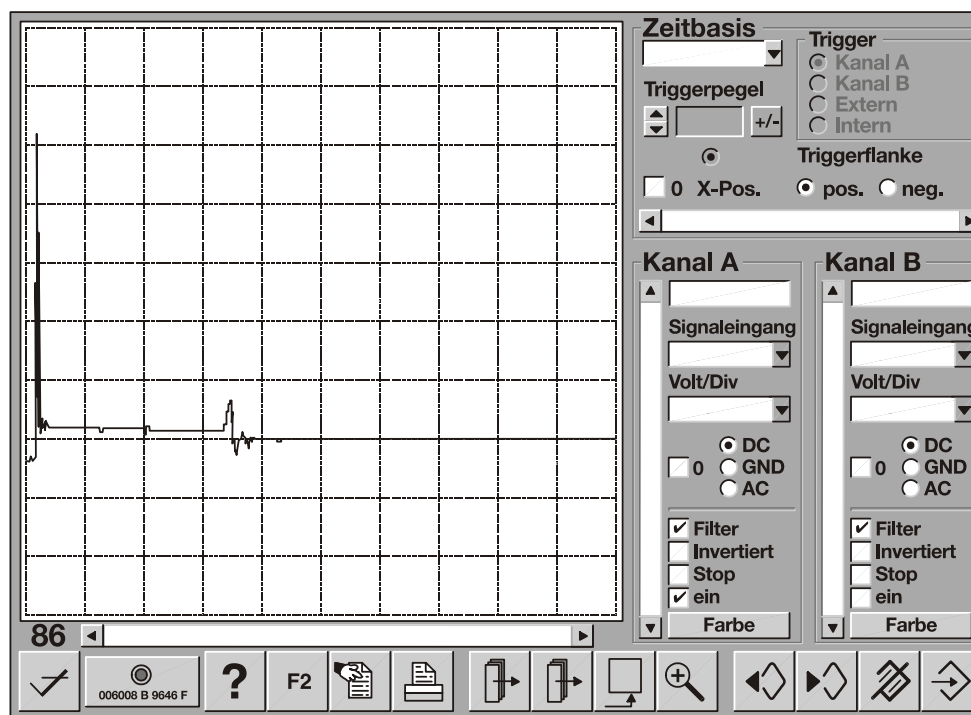 Zeitbasis
Trigger
Kanal A
Kanal B
Extern
Intern
Triggerpegel
+/-
Triggerflanke
0 X-Pos.
pos. neg.
Kanal A
Signaleingang
Volt/Div
DC
0 GND
AC
Filter
Invertiert
Stop
ein
Farbe
Kanal B
Signaleingang
Volt/Div
DC
0 GND
AC
Filter
Invertiert
Stop
ein
Farbe
86
006008 B 9646 F
?
F2